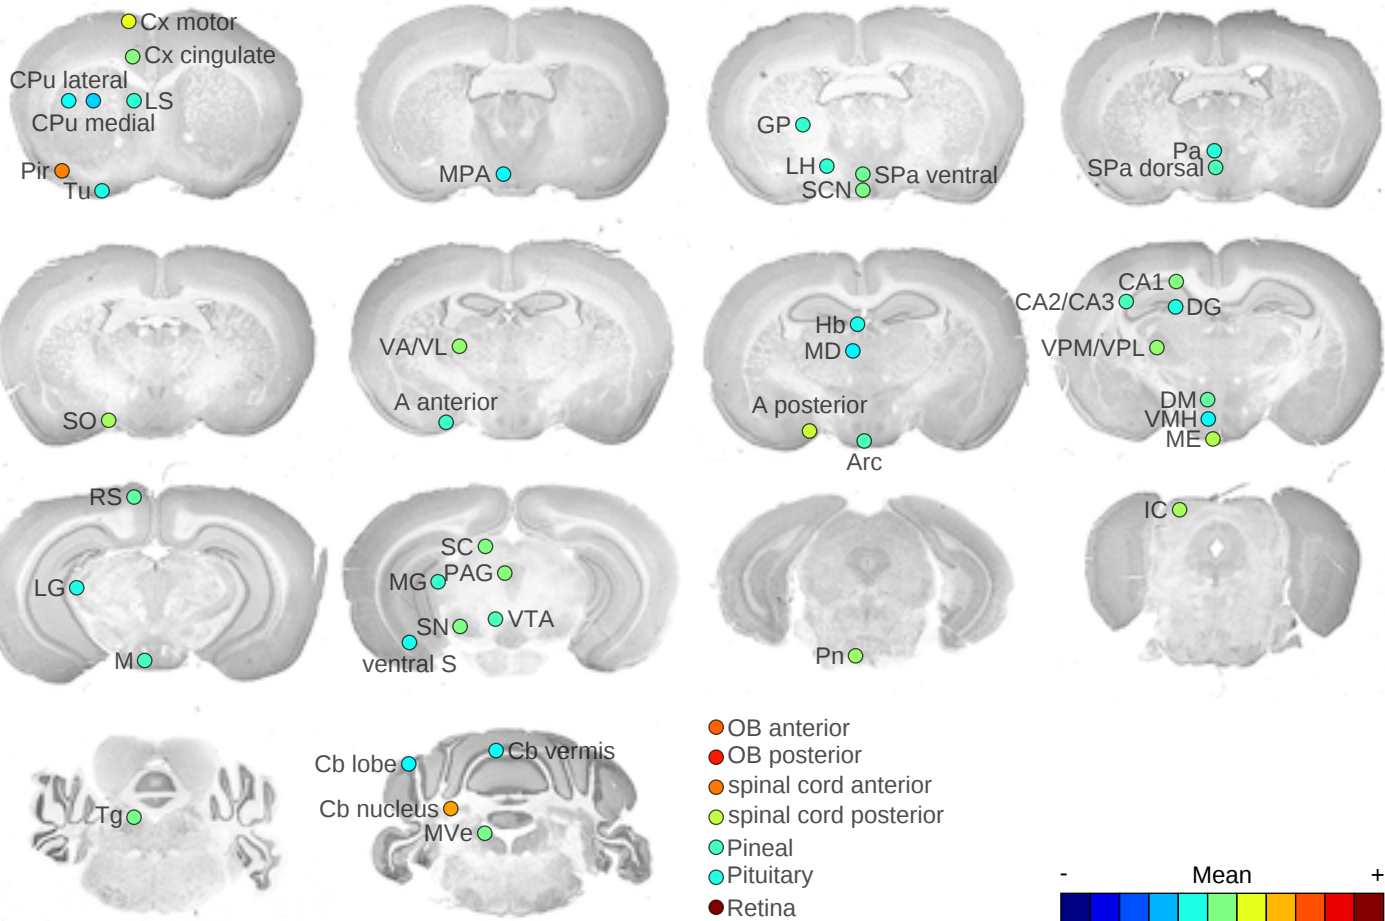 Cx motor
Cx cingulate
CPu lateral
LS
CPu medial
Pir
Tu
MPA
GP
LH
SPa ventral
SCN
Pa
SPa dorsal
SO
VA/VL
A anterior
Hb
MD
A posterior
Arc
CA1
CA2/CA3
DG
VPM/VPL
DM
VMH
ME
RS
LG
M
SC
MG
PAG
SN
VTA
ventral S
Pn
IC
Tg
Cb lobe
Cb vermis
Cb nucleus
MVe
OB anterior
OB posterior
spinal cord anterior
spinal cord posterior
Pineal
Pituitary
Retina
- Mean +